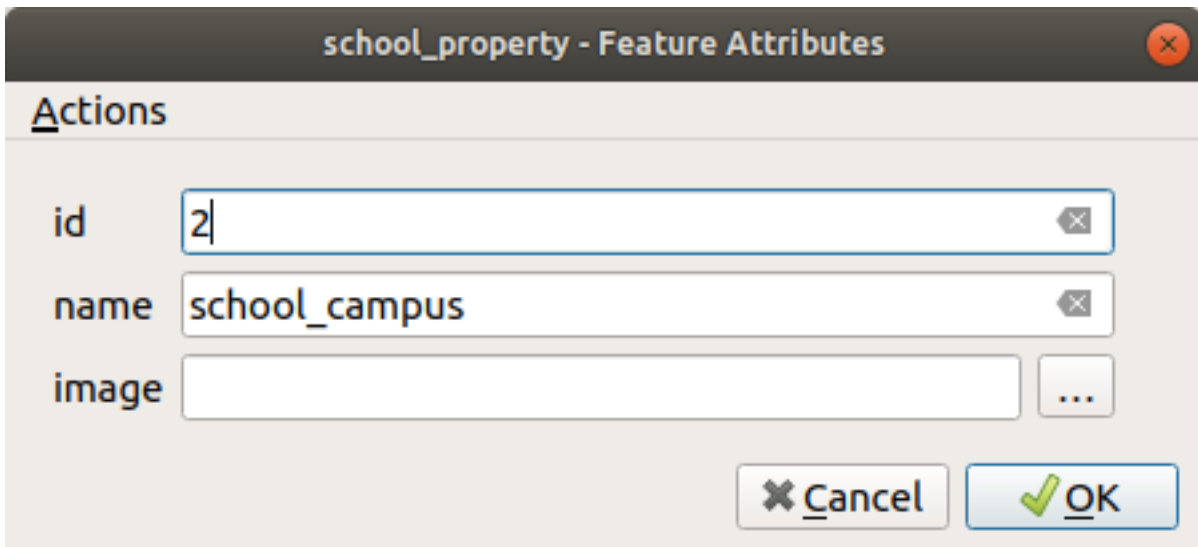 school_property - Feature Attributes
Actions
id 2
name school_campus
image ...
Cancel OK